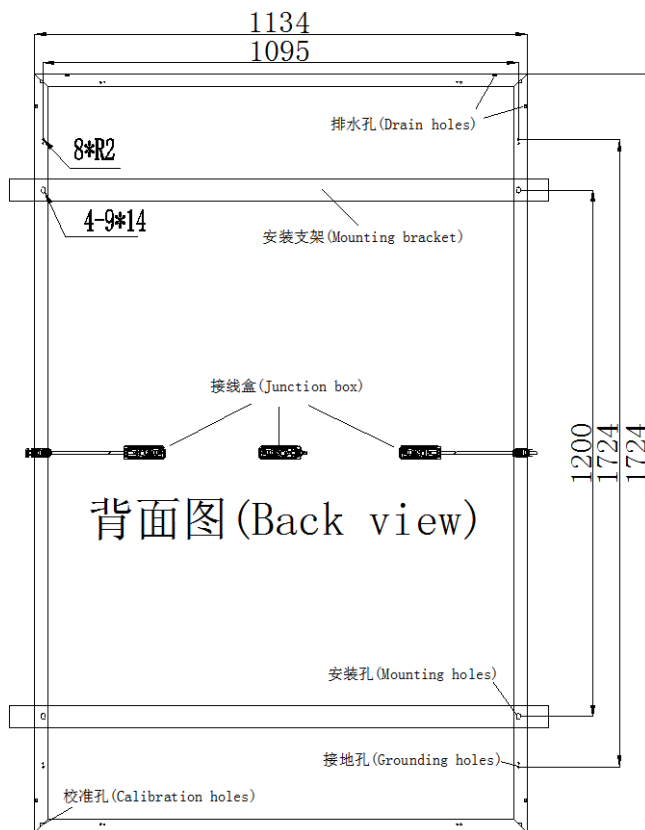 1134
1095
排水孔(Drain holes)
8*R2
4-9*14
安装支架(Mounting bracket)
接线盒(Junction box)
1200
1724
1724
背面图(Back view)
安装孔(Mounting holes)
接地孔(Grounding holes)
校准孔(Calibration holes)